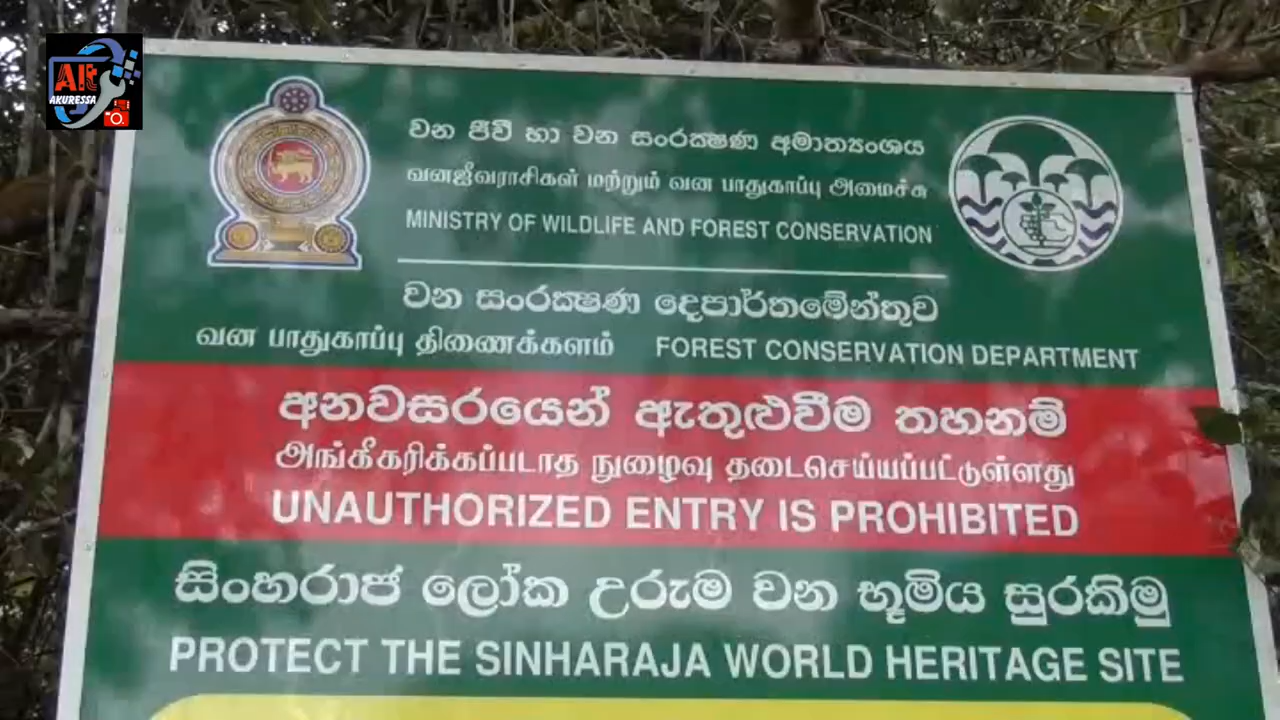 ARt
AKURESSA
වන ජීවී හා වන සංරක්ෂණ අමාත්‍යංශය
வனஜீவராசிகள் மற்றும் வன பாதுகாப்பு அமைச்சு
MINISTRY OF WILDLIFE AND FOREST CONSERVATION
වන සංරක්ෂණ දෙපාර්තමේන්තුව
வன பாதுகாப்பு திணைக்களம் FOREST CONSERVATION DEPARTMENT
අනවසරයෙන් ඇතුළුවීම තහනම්
அங்கீகரிக்கப்படாத நுழைவு தடைசெய்யப்பட்டுள்ளது
UNAUTHORIZED ENTRY IS PROHIBITED
සිංහරාජ ලෝක උරුම වන භූමිය සුරකිමු
PROTECT THE SINHARAJA WORLD HERITAGE SITE